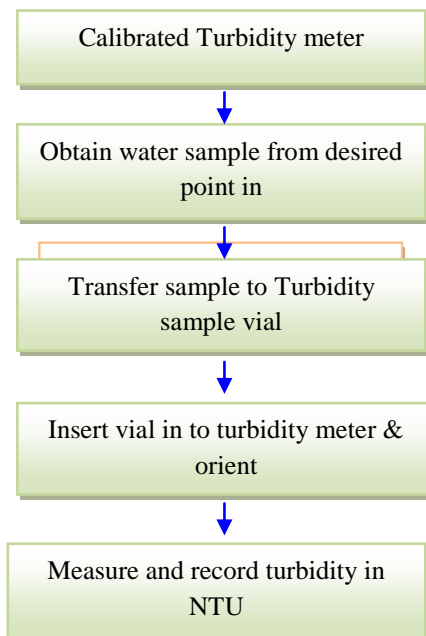 Calibrated Turbidity meter
Obtain water sample from desired
point in
Transfer sample to Turbidity
sample vial
Insert vial in to turbidity meter &
orient
Measure and record turbidity in
NTU